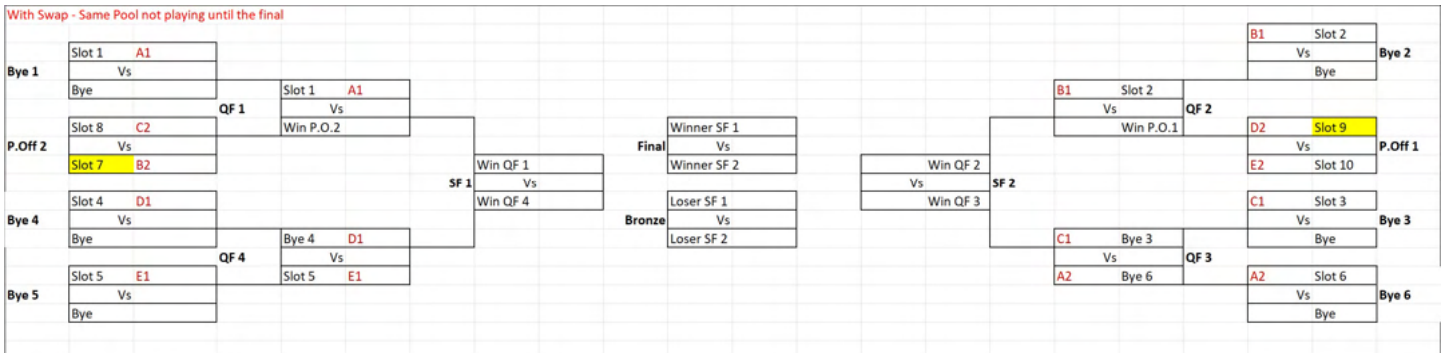 With Swap - Same Pool not playing until the final
B1 Slot 2
Slot 1 A1 Vs Bye 2
Bye 1 Vs Bye
Bye Slot 1 A1 B1 Slot 2
QF 1 Vs Vs QF 2
Slot 8 C2 Win P.O.2 Winner SF 1 Win P.O.1 D2 Slot 9
P.Off 2 Vs Final Vs Vs P.Off 1
Slot 7 B2 Win QF 1 Winner SF 2 Win QF 2 E2 Slot 10
SF 1 Vs Vs SF 2
Slot 4 D1 Win QF 4 Loser SF 1 Win QF 3 C1 Slot 3
Bye 4 Vs Bronze Vs Vs Bye 3
Bye Bye 4 D1 Loser SF 2 C1 Bye 3 Bye
QF 4 Vs Vs QF 3
Slot 5 E1 Slot 5 E1 A2 Bye 6 A2 Slot 6
Bye 5 Vs Vs Bye 6
Bye Bye